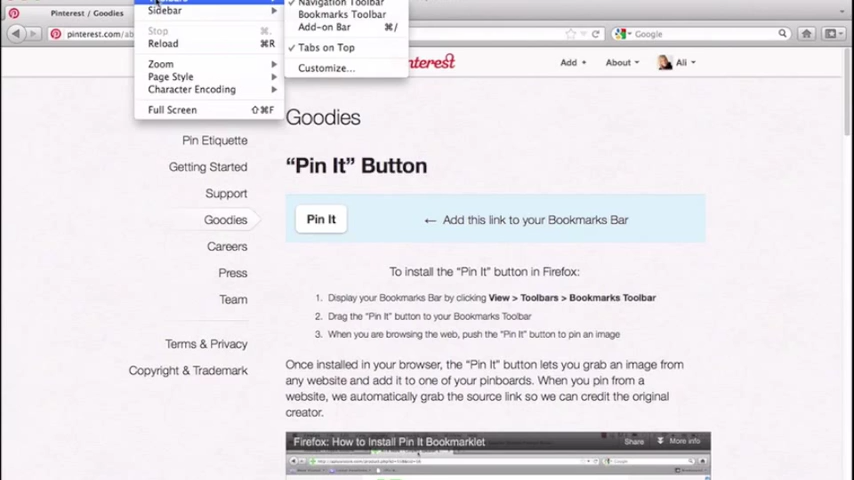 Pinterest / Goodies
Sidebar
Stop ⌘.
Reload ⌘R
Zoom
Page Style
Character Encoding
Full Screen ⇧⌘F
Navigation Toolbar
Bookmarks Toolbar
Add-on Bar ⌘/
✓ Tabs on Top
Customize...
pinterest.com/ab
Google
Add
About
Ali
Pin Etiquette
Getting Started
Support
Goodies
Careers
Press
Team
Terms & Privacy
Copyright & Trademark
Goodies
“Pin It” Button
Pin It
← Add this link to your Bookmarks Bar
To install the “Pin It” button in Firefox:
1. Display your Bookmarks Bar by clicking View > Toolbars > Bookmarks Toolbar
2. Drag the “Pin It” button to your Bookmarks Toolbar
3. When you are browsing the web, push the “Pin It” button to pin an image
Once installed in your browser, the “Pin It” button lets you grab an image from
any website and add it to one of your pinboards. When you pin from a
website, we automatically grab the source link so we can credit the original
creator.
Firefox: How to Install Pin It Bookmarklet
Share
More info